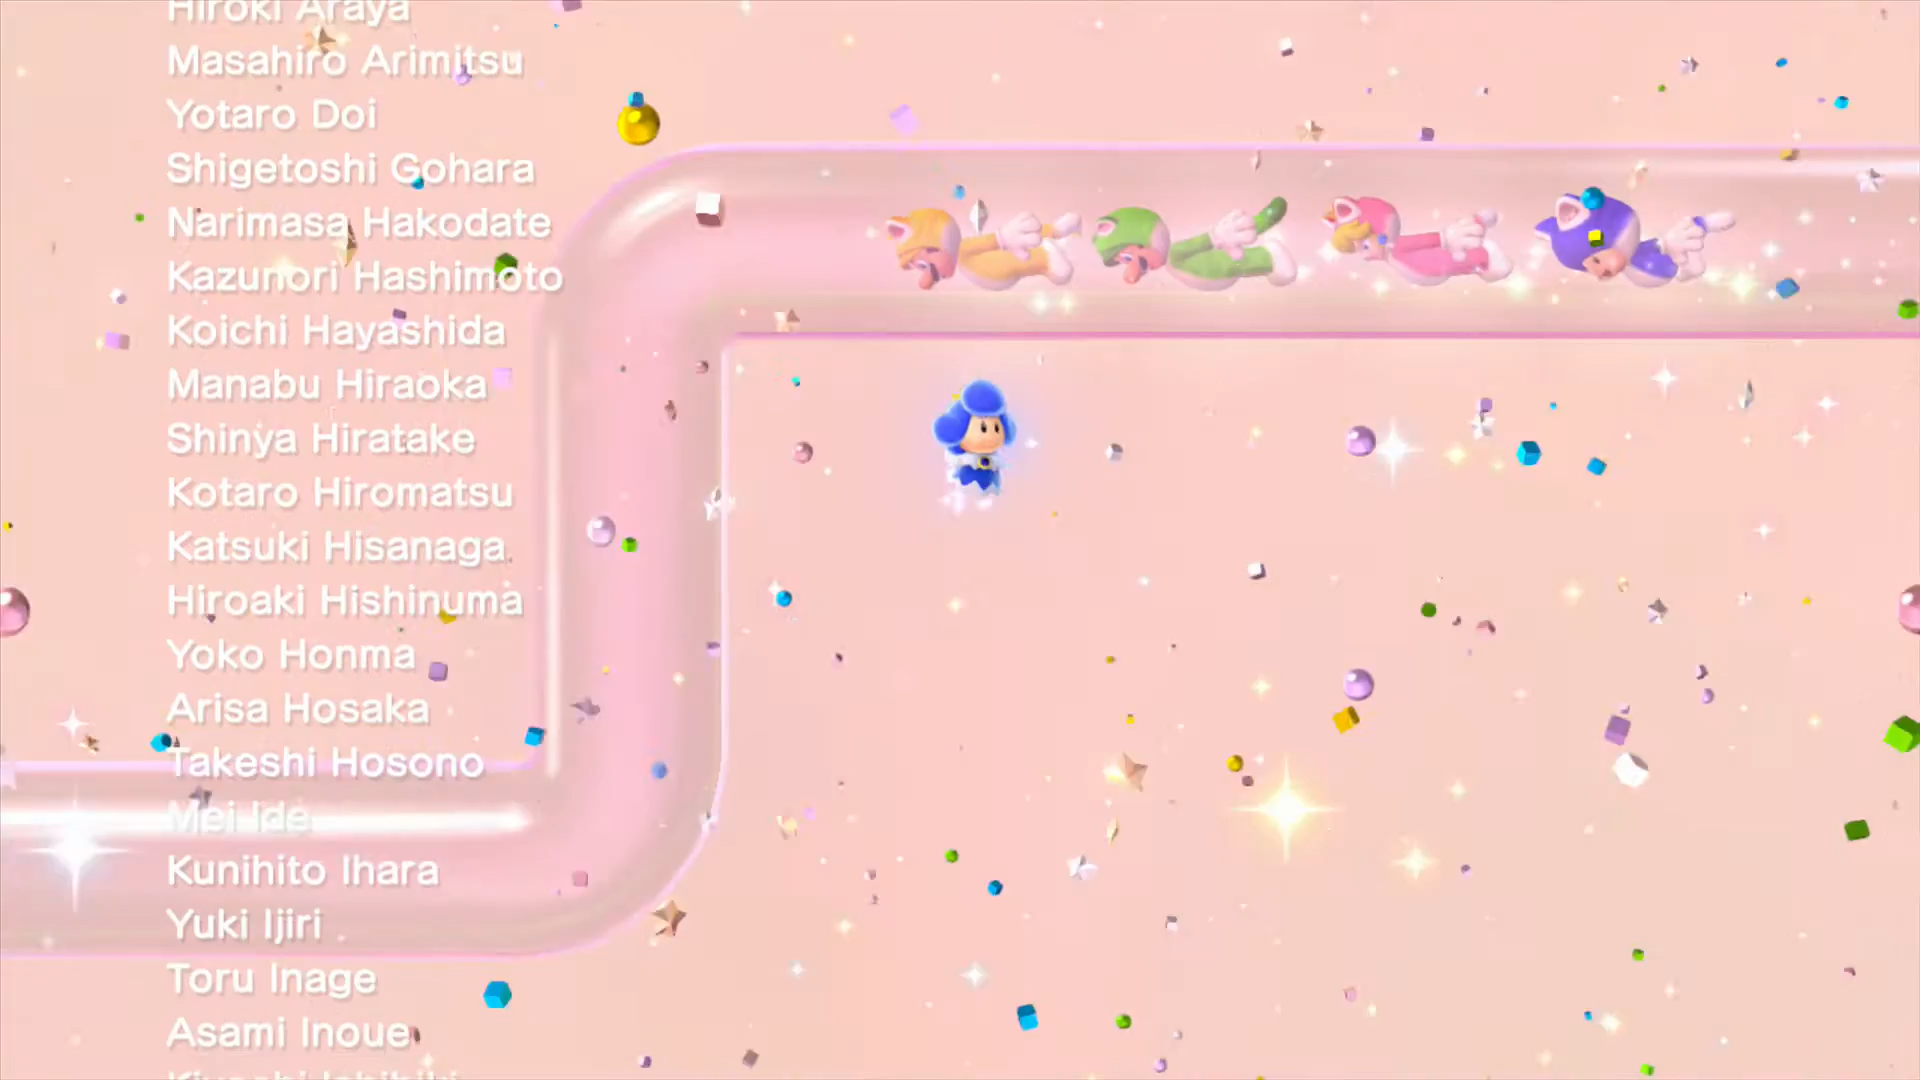 Hiroki Araya
Masahiro Arimitsu
Yotaro Doi
Shigetoshi Gohara
Narimasa Hakodate
Kazunori Hashimoto
Koichi Hayashida
Manabu Hiraoka
Shinya Hiratake
Kotaro Hiromatsu
Katsuki Hisanaga
Hiroaki Hishinuma
Yoko Honma
Arisa Hosaka
Takeshi Hosono
Mei Ide
Kunihito Ihara
Yuki Ijiri
Toru Inage
Asami Inoue